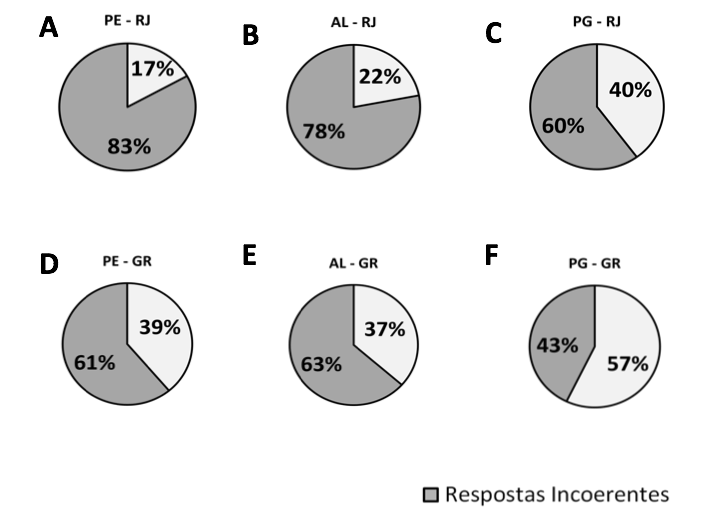 A
PE - RJ
17%
83%
B
AL - RJ
22%
78%
C
PG - RJ
40%
60%
D
PE - GR
39%
61%
E
AL - GR
37%
63%
F
PG - GR
43%
57%
Respostas Incoerentes